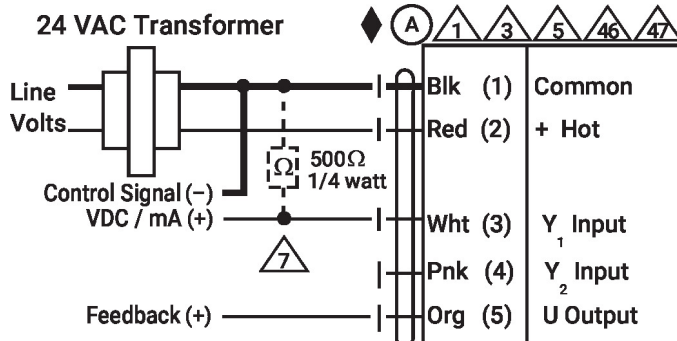 24 VAC Transformer
A 1 3 5 46 47
Line
Volts
Blk (1) Common
Red (2) + Hot
Ω 500Ω
1/4 watt
Control Signal (−)
VDC / mA (+)
Wht (3) Y1 Input
7
Pnk (4) Y2 Input
Feedback (+)
Org (5) U Output